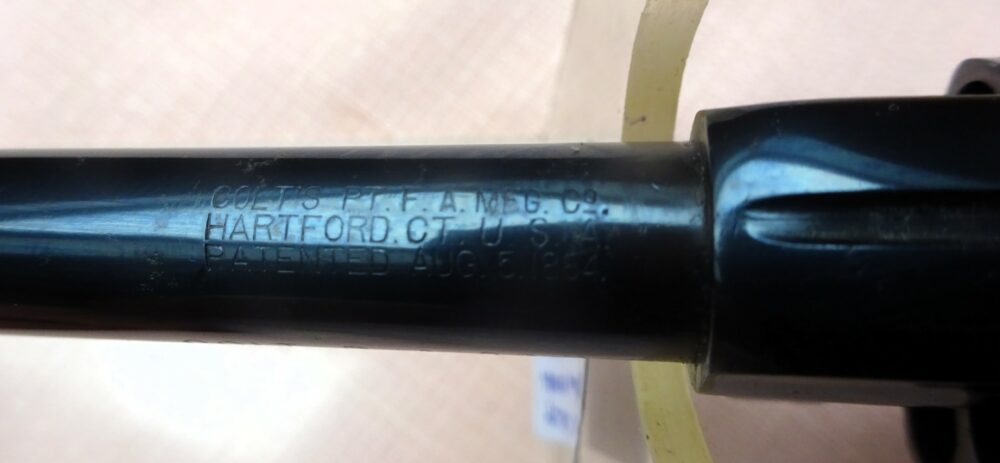 COLT'S PT. F. A. MFG. Co.
HARTFORD. CT. U. S. A.
PATENTED AUG. 5. 1884.